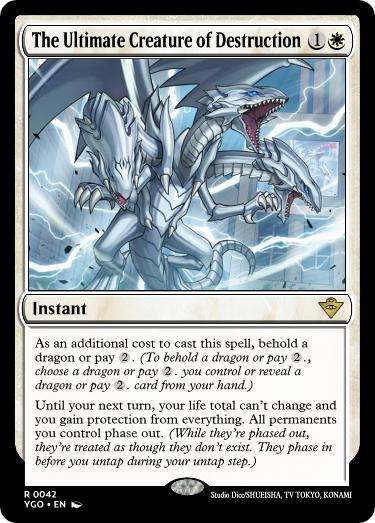 The Ultimate Creature of Destruction 1
Instant
As an additional cost to cast this spell, behold a
dragon or pay 2. (To behold a dragon or pay 2.,
choose a dragon or pay 2. you control or reveal a
dragon or pay 2. card from your hand.)
Until your next turn, your life total can't change and
you gain protection from everything. All permanents
you control phase out. (While they're phased out,
they're treated as though they don't exist. They phase in
before you untap during your untap step.)
R 0042
YGO • EN
Studio Dice/SHUEISHA, TV TOKYO, KONAMI